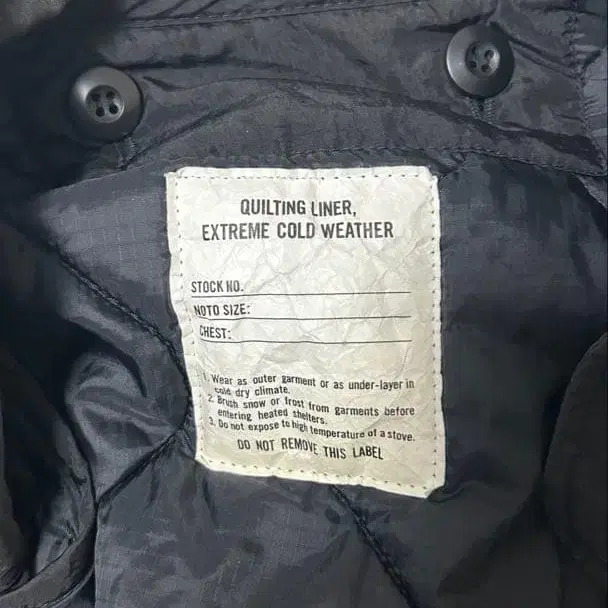 QUILTING LINER,
EXTREME COLD WEATHER
STOCK NO.
NOTO SIZE:
CHEST:
1. Wear as outer garment or as under-layer in
cold dry climate.
2. Brush snow or frost from garments before
entering heated shelters.
3. Do not expose to high temperature of a stove.
DO NOT REMOVE THIS LABEL